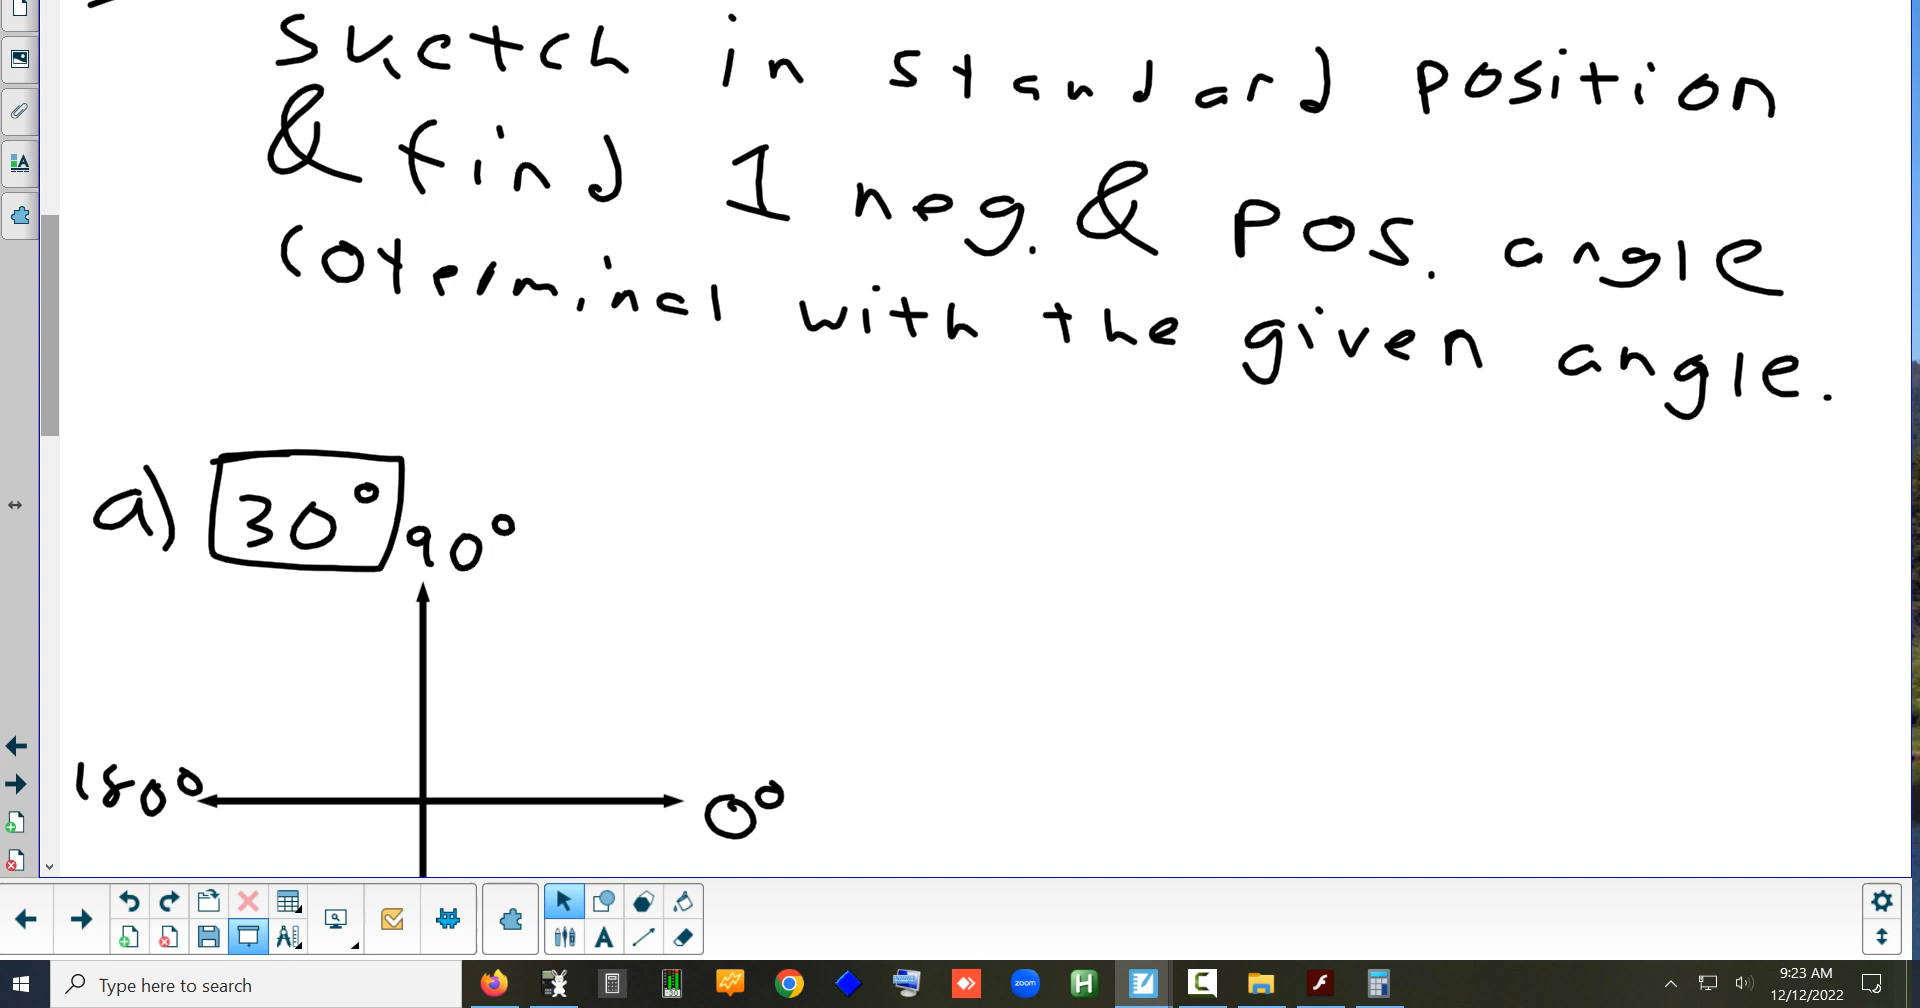 sketch in standard position
& find 1 neg. & pos. angle
coterminal with the given angle.
a) 30° 90°
180° 0°
A
A
zoom
H
C
Type here to search
9:23 AM
12/12/2022